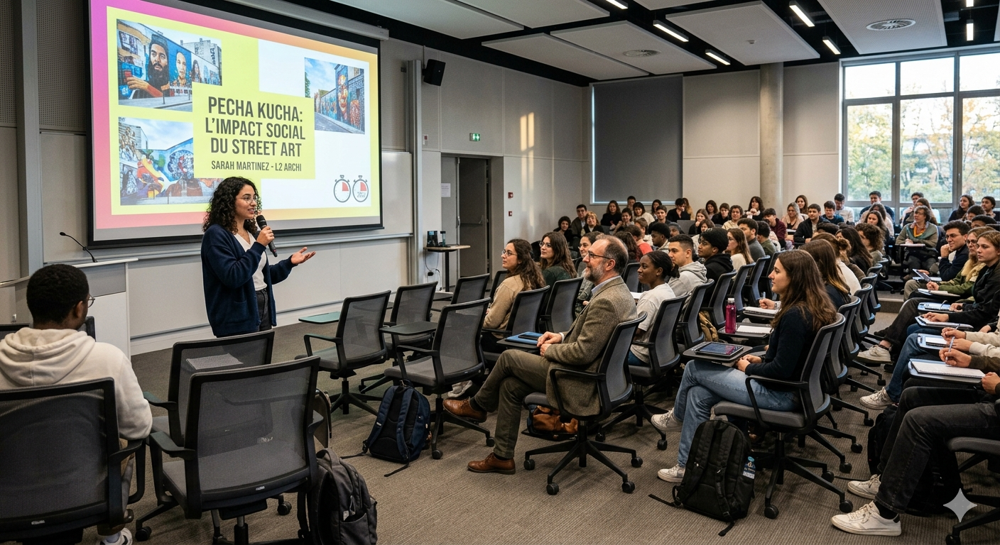 PECHA KUCHA:
L'IMPACT SOCIAL
DU STREET ART
SARAH MARTINEZ - L2 ARCHI